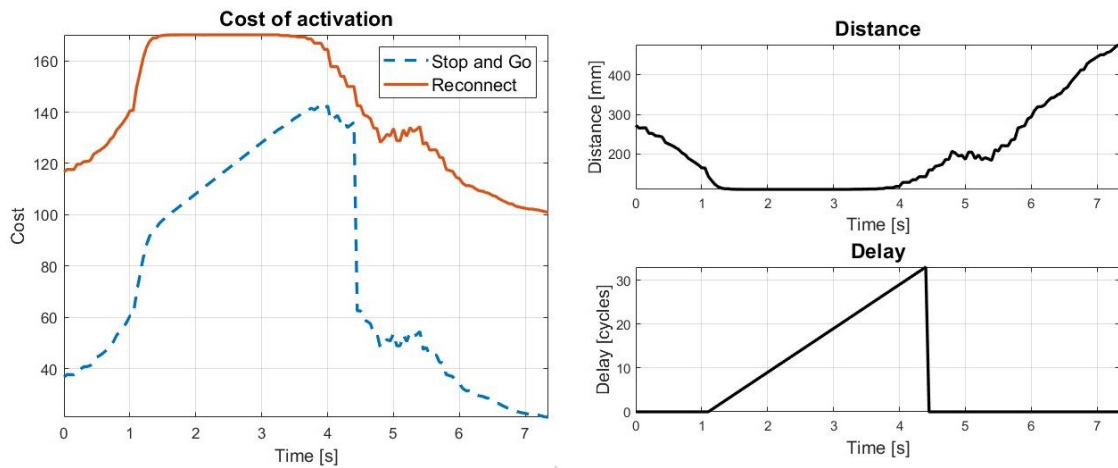 Cost of activation
160
140
120
100
80
60
40
Cost
0 1 2 3 4 5 6 7
Time [s]
Stop and Go
Reconnect
Distance
400
300
200
Distance [mm]
0 1 2 3 4 5 6 7
Time [s]
Delay
30
20
10
0
Delay [cycles]
0 1 2 3 4 5 6 7
Time [s]